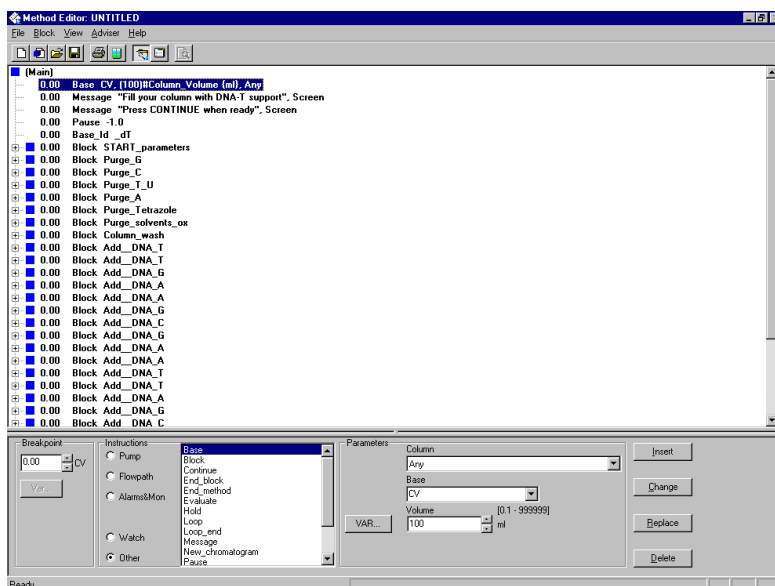 Method Editor: UNTITLED
File Block View Adviser Help
(Main)
0.00 Base CV, (100)#Column_Volume {ml}, Any
0.00 Message "Fill your column with DNA-T support", Screen
0.00 Message "Press CONTINUE when ready", Screen
0.00 Pause -1.0
0.00 Base_Id _dT
0.00 Block START_parameters
0.00 Block Purge_G
0.00 Block Purge_C
0.00 Block Purge_T_U
0.00 Block Purge_A
0.00 Block Purge_Tetrazole
0.00 Block Purge_solvents_ox
0.00 Block Column_wash
0.00 Block Add__DNA_T
0.00 Block Add__DNA_T
0.00 Block Add__DNA_G
0.00 Block Add__DNA_A
0.00 Block Add__DNA_A
0.00 Block Add__DNA_G
0.00 Block Add__DNA_C
0.00 Block Add__DNA_G
0.00 Block Add__DNA_A
0.00 Block Add__DNA_A
0.00 Block Add__DNA_T
0.00 Block Add__DNA_T
0.00 Block Add__DNA_A
0.00 Block Add__DNA_G
0.00 Block Add__DNA_C
Breakpoint
0.00 CV
Var...
Instructions
Pump
Flowpath
Alarms&Mon
Watch
Other
Base
Block
Continue
End_block
End_method
Evaluate
Hold
Loop
Loop_end
Message
New_chromatogram
Pause
Parameters
Column
Any
Base
CV
Volume [0.1 - 999999]
VAR... 100 ml
Insert
Change
Replace
Delete
Ready